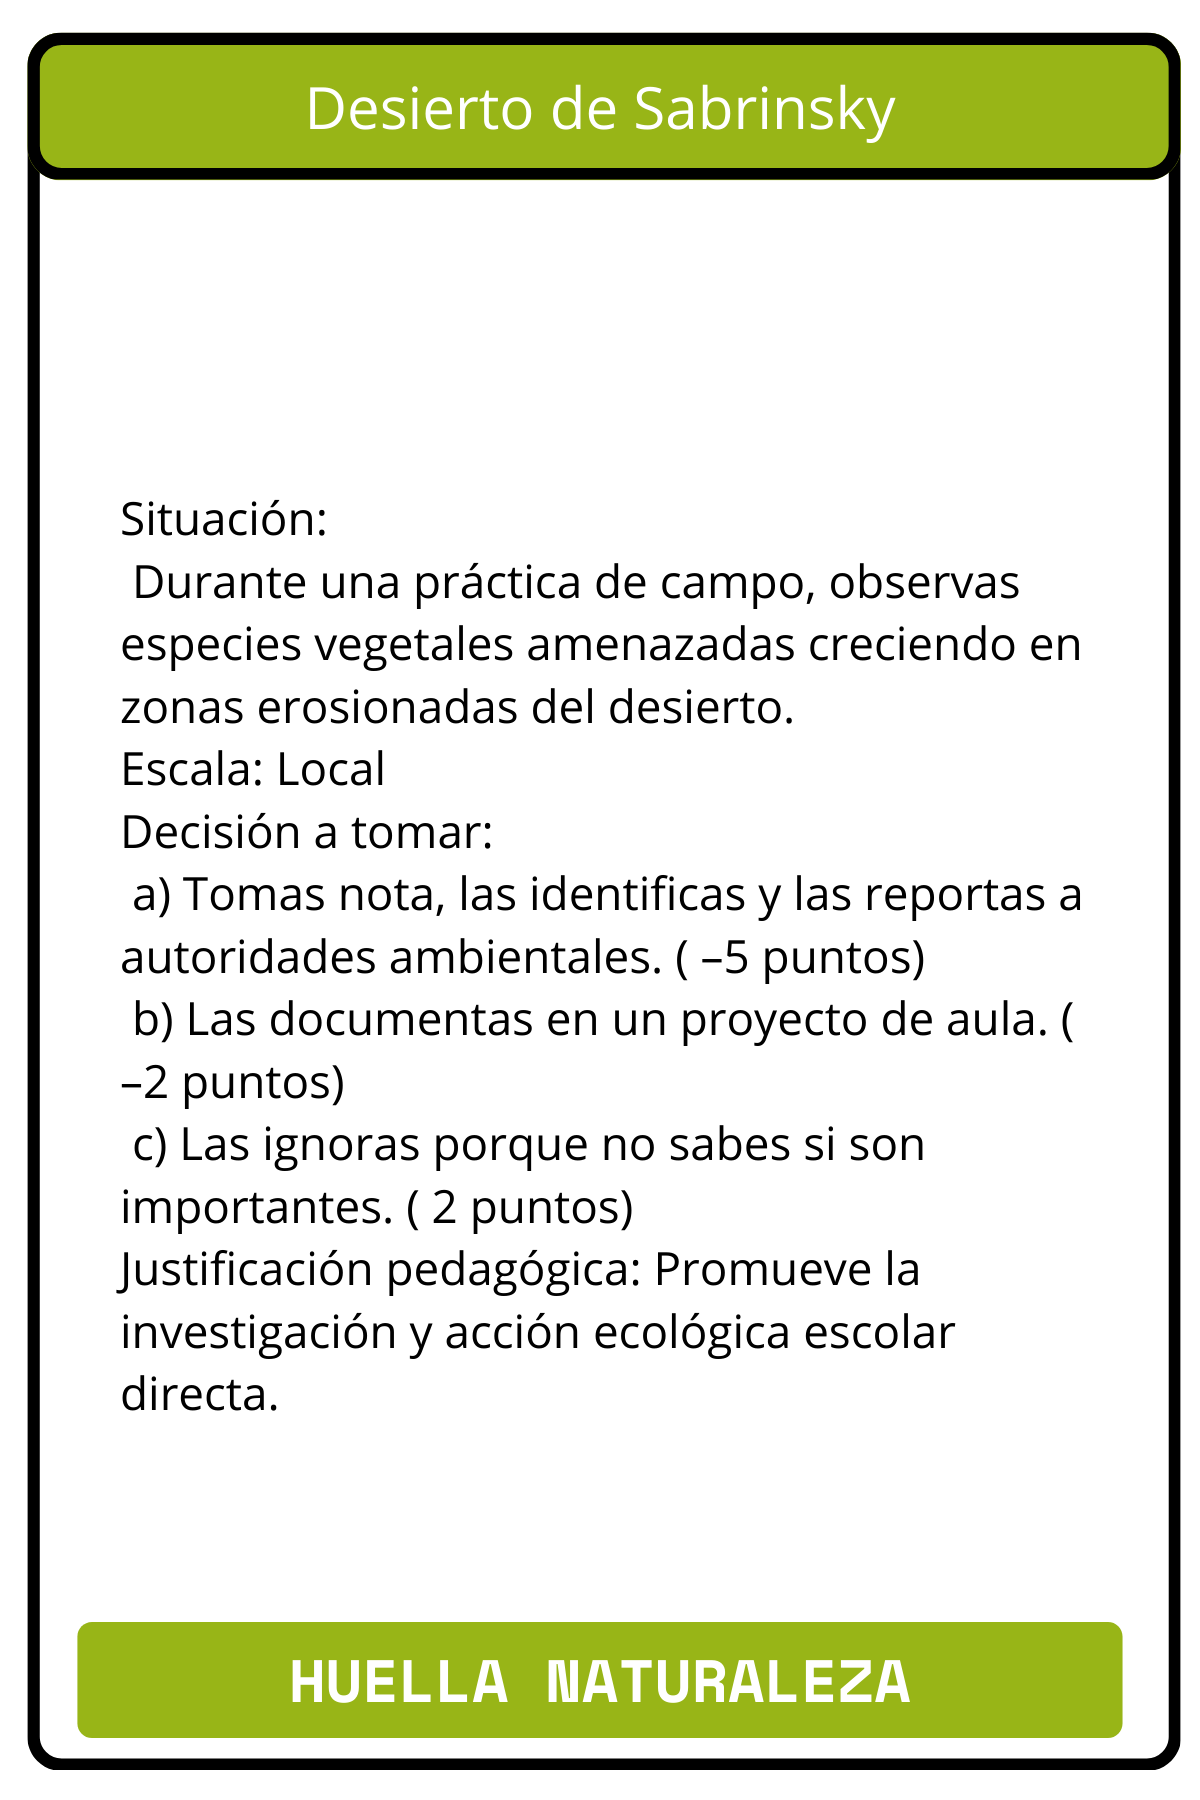 Desierto de Sabrinsky
Situación:
Durante una práctica de campo, observas
especies vegetales amenazadas creciendo en
zonas erosionadas del desierto.
Escala: Local
Decisión a tomar:
a) Tomas nota, las identificas y las reportas a
autoridades ambientales. ( –5 puntos)
b) Las documentas en un proyecto de aula. (
–2 puntos)
c) Las ignoras porque no sabes si son
importantes. ( 2 puntos)
Justificación pedagógica: Promueve la
investigación y acción ecológica escolar
directa.
HUELLA NATURALEZA